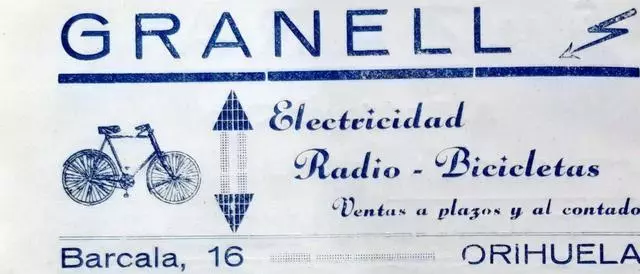 GRANELL
Electricidad
Radio - Bicicletas
Ventas a plazos y al contado
Barcala, 16 ORIHUELA